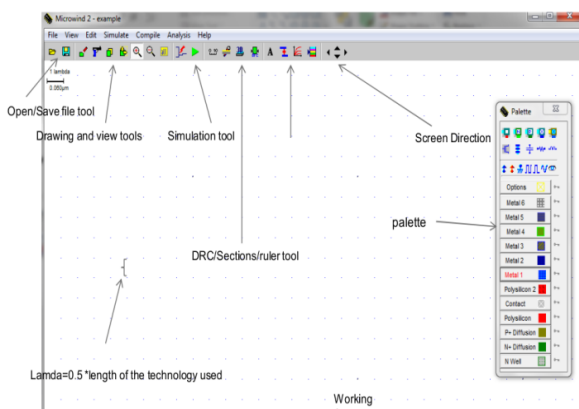 Microwind 2 - example
File View Edit Simulate Compile Analysis Help
1 lambda
0.050µm
Open/Save file tool
Drawing and view tools
Simulation tool
Screen Direction
Palette
Options
Metal 6
Metal 5
palette
Metal 4
Metal 3
DRC/Sections/ruler tool
Metal 2
Metal 1
Polysilicon 2
Contact
Polysilicon
P+ Diffusion
N+ Diffusion
N Well
Lamda=0.5 *length of the technology used
Working